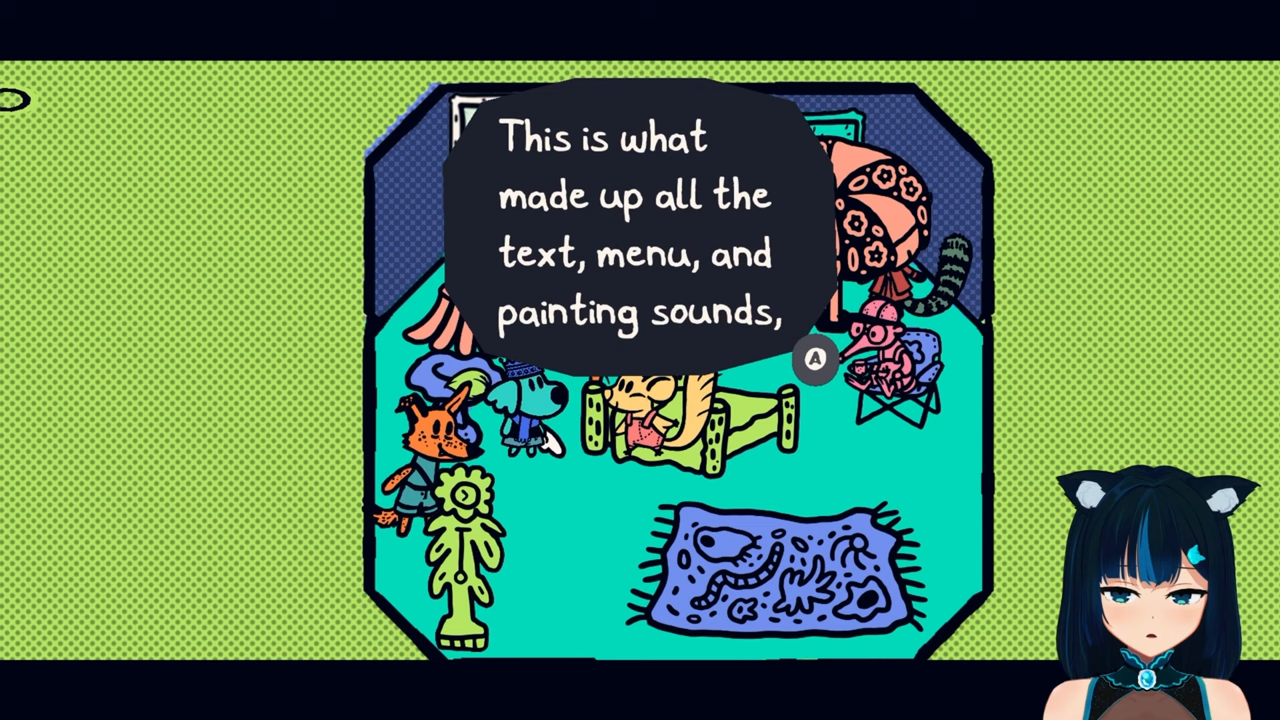 This is what
made up all the
text, menu, and
painting sounds,
A